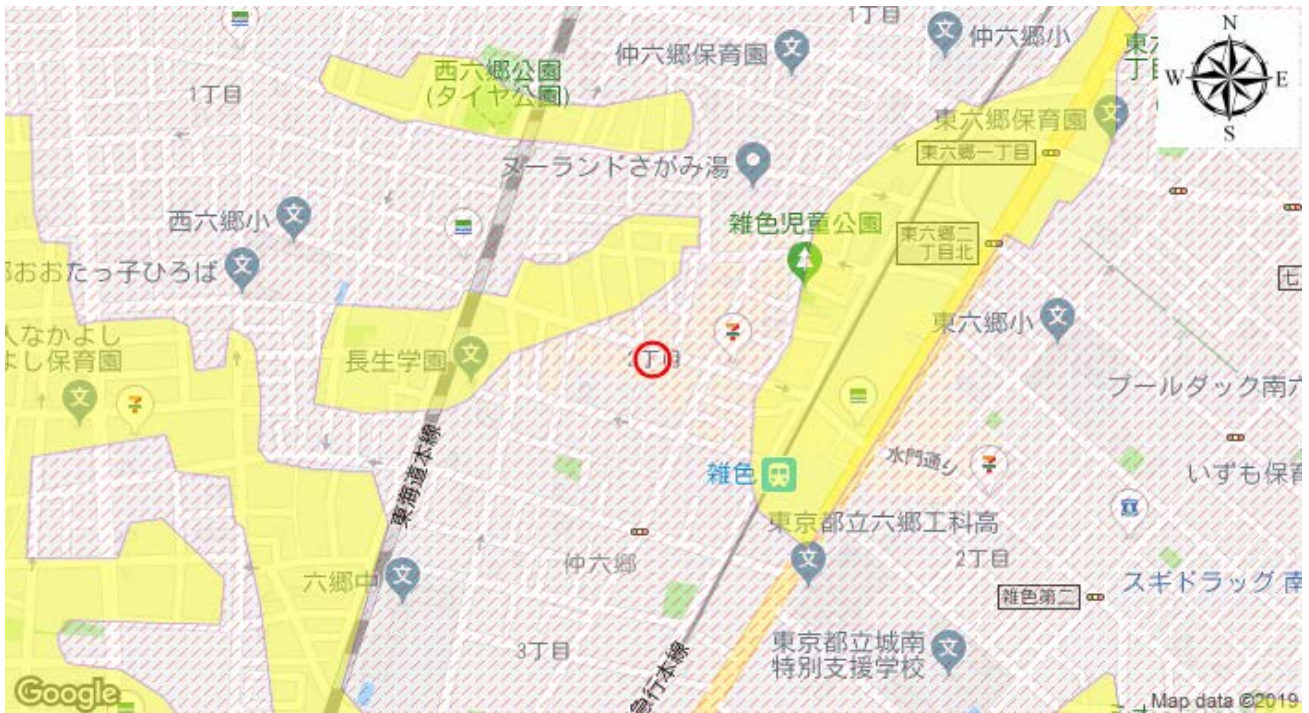 1丁目
仲六郷保育園
仲六郷小
N
W
E
S
西六郷公園
(タイヤ公園)
1丁目
東六郷保育園
東六郷一丁目
ヌーランドさがみ湯
西六郷小
雑色児童公園
東六郷二
丁目北
おおたっ子ひろば
七
東六郷小
人なかよし
よし保育園
長生学園
2丁目
プールダック南六
東海道本線
雑色
水門通り
いずも保育
東京都立六郷工科高
仲六郷
2丁目
六郷中
スギドラッグ 南
雑色第二
3丁目
東京都立城南
特別支援学校
急行本線
Google
Map data ©2019